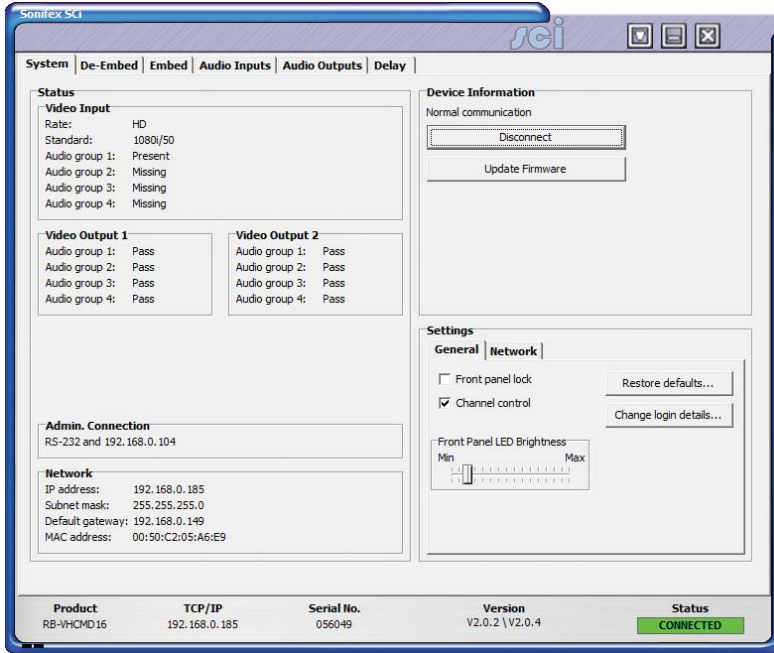 Sonifex SCi
sci
System De-Embed Embed Audio Inputs Audio Outputs Delay
Status
Video Input
Rate: HD
Standard: 1080i/50
Audio group 1: Present
Audio group 2: Missing
Audio group 3: Missing
Audio group 4: Missing
Video Output 1
Audio group 1: Pass
Audio group 2: Pass
Audio group 3: Pass
Audio group 4: Pass
Video Output 2
Audio group 1: Pass
Audio group 2: Pass
Audio group 3: Pass
Audio group 4: Pass
Admin. Connection
RS-232 and 192.168.0.104
Network
IP address: 192.168.0.185
Subnet mask: 255.255.255.0
Default gateway: 192.168.0.149
MAC address: 00:50:C2:05:A6:E9
Device Information
Normal communication
Disconnect
Update Firmware
Settings
General Network
Front panel lock
Channel control
Restore defaults...
Change login details...
Front Panel LED Brightness
Min Max
Product TCP/IP Serial No. Version Status
RB-VHCMD16 192.168.0.185 056049 V2.0.2 \ V2.0.4 CONNECTED